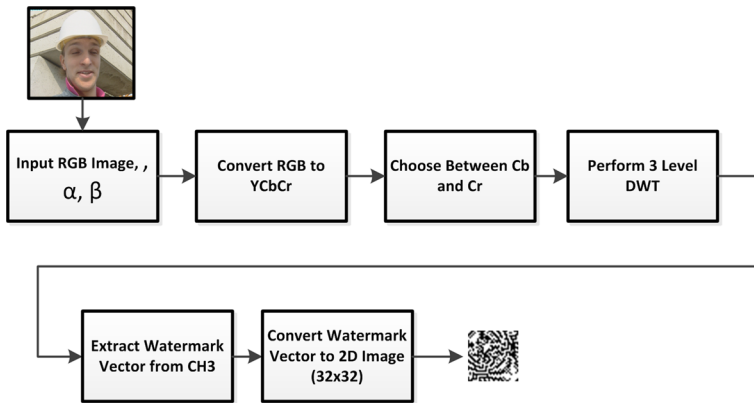 Input RGB Image, ,
α, β
Convert RGB to
YCbCr
Choose Between Cb
and Cr
Perform 3 Level
DWT
Extract Watermark
Vector from CH3
Convert Watermark
Vector to 2D Image
(32x32)